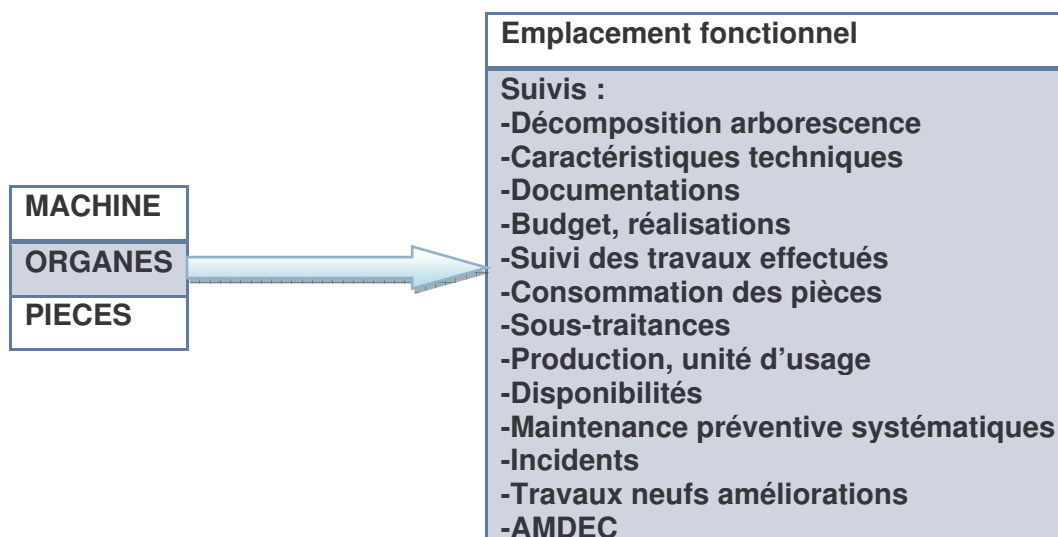 MACHINE
ORGANES
PIECES
Emplacement fonctionnel
Suivis :
-Décomposition arborescence
-Caractéristiques techniques
-Documentations
-Budget, réalisations
-Suivi des travaux effectués
-Consommation des pièces
-Sous-traitances
-Production, unité d’usage
-Disponibilités
-Maintenance préventive systématiques
-Incidents
-Travaux neufs améliorations
-AMDEC